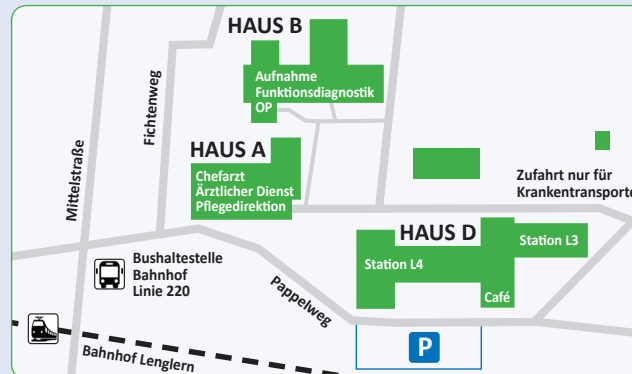 HAUS B
Aufnahme
Funktionsdiagnostik
OP
Fichtenweg
Mittelstraße
HAUS A
Chefarzt
Ärztlicher Dienst
Pflegedirektion
Zufahrt nur für
Krankentransporte
HAUS D
Station L3
Station L4
Café
Bushaltestelle
Bahnhof
Linie 220
Pappelweg
P
Bahnhof Lenglern